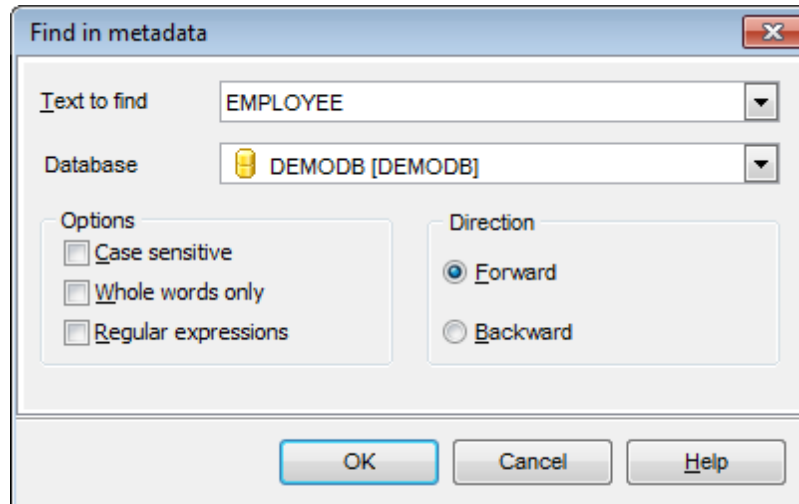 Find in metadata
Text to find EMPLOYEE
Database DEMODB [DEMODB]
Options
Case sensitive
Whole words only
Regular expressions
Direction
Forward
Backward
OK Cancel Help